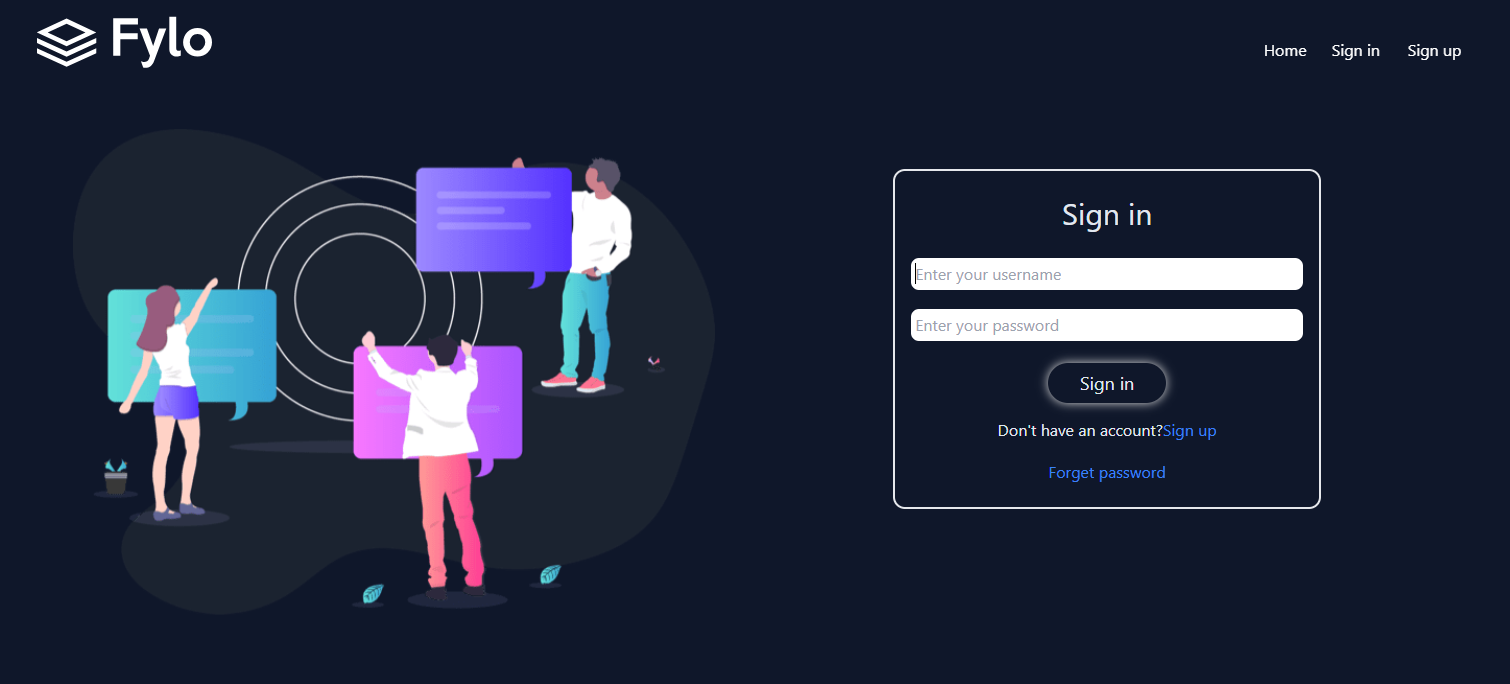 Fylo
Home Sign in Sign up
Sign in
Enter your username
Enter your password
Sign in
Don't have an account?Sign up
Forget password